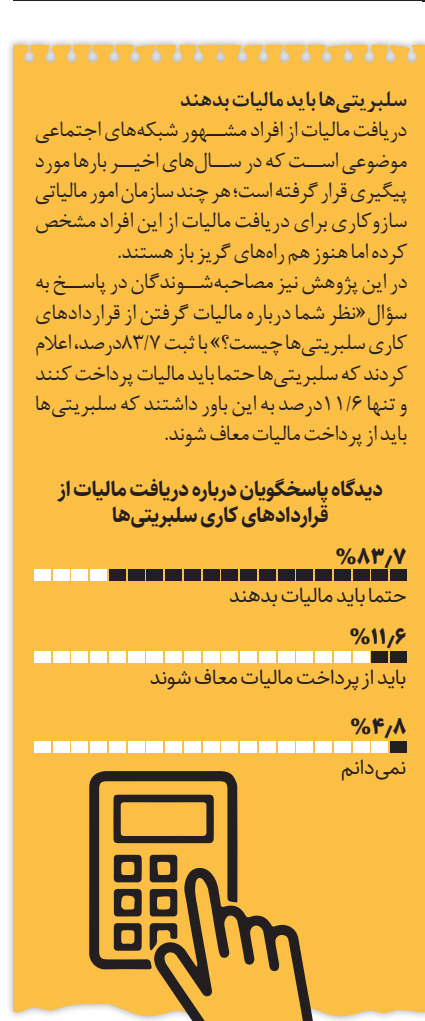 سلبریتی‌ها باید مالیات بدهند
دریافت مالیات از افراد مشهور شبکه‌های اجتماعی
موضوعی است که در سال‌های اخیر بارها مورد
پیگیری قرار گرفته است؛ هر چند سازمان امور مالیاتی
سازوکاری برای دریافت مالیات از این افراد مشخص
کرده اما هنوز هم راه‌های گریز باز هستند.
در این پژوهش نیز مصاحبه‌شوندگان در پاسخ به
سؤال «نظر شما درباره مالیات گرفتن از قراردادهای
کاری سلبریتی‌ها چیست؟» با ثبت ۸۳/۷درصد، اعلام
کردند که سلبریتی‌ها حتما باید مالیات پرداخت کنند
و تنها ۱۱/۶درصد به این باور داشتند که سلبریتی‌ها
باید از پرداخت مالیات معاف شوند.
دیدگاه پاسخگویان درباره دریافت مالیات از
قراردادهای کاری سلبریتی‌ها
%۸۳٫۷
حتما باید مالیات بدهند
%۱۱٫۶
باید از پرداخت مالیات معاف شوند
%۴٫۸
نمی‌دانم